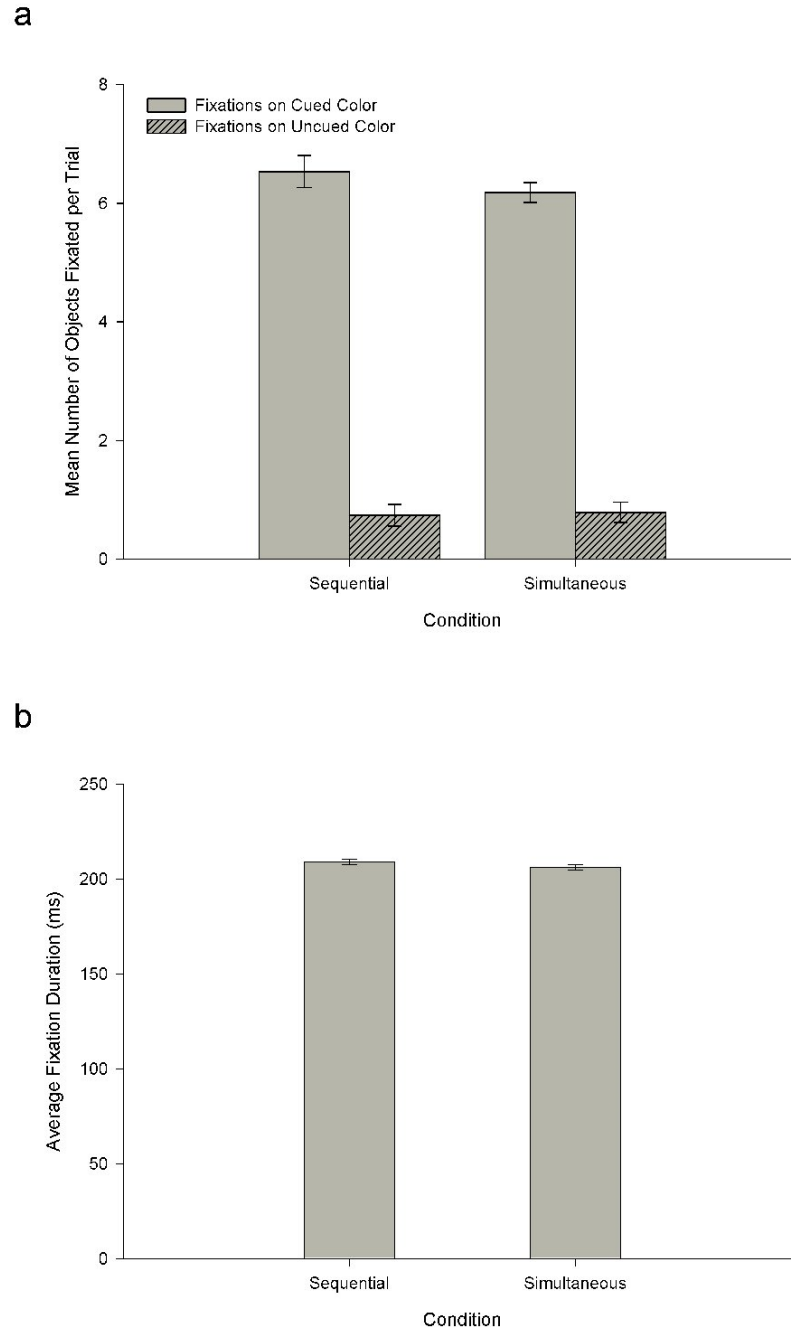 a
8
6
4
2
0
Mean Number of Objects Fixated per Trial
Fixations on Cued Color
Fixations on Uncued Color
Sequential Simultaneous
Condition
b
250
200
150
100
50
0
Average Fixation Duration (ms)
Sequential Simultaneous
Condition